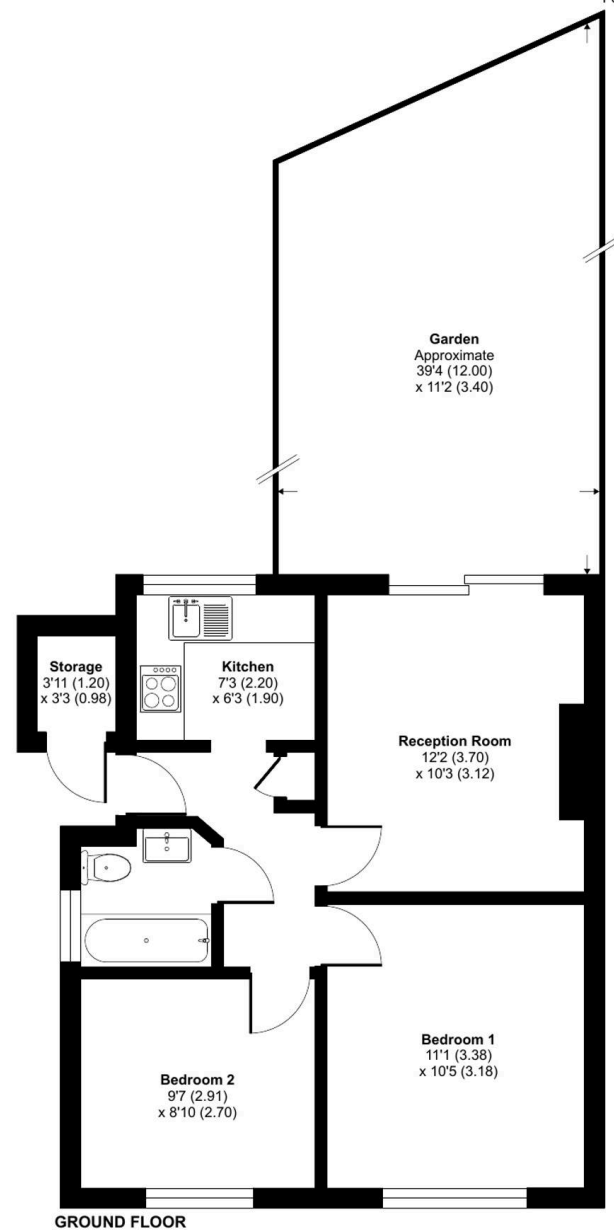 Garden
Approximate
39'4 (12.00)
x 11'2 (3.40)
Storage
3'11 (1.20)
x 3'3 (0.98)
Kitchen
7'3 (2.20)
x 6'3 (1.90)
Reception Room
12'2 (3.70)
x 10'3 (3.12)
Bedroom 1
11'1 (3.38)
x 10'5 (3.18)
Bedroom 2
9'7 (2.91)
x 8'10 (2.70)
GROUND FLOOR